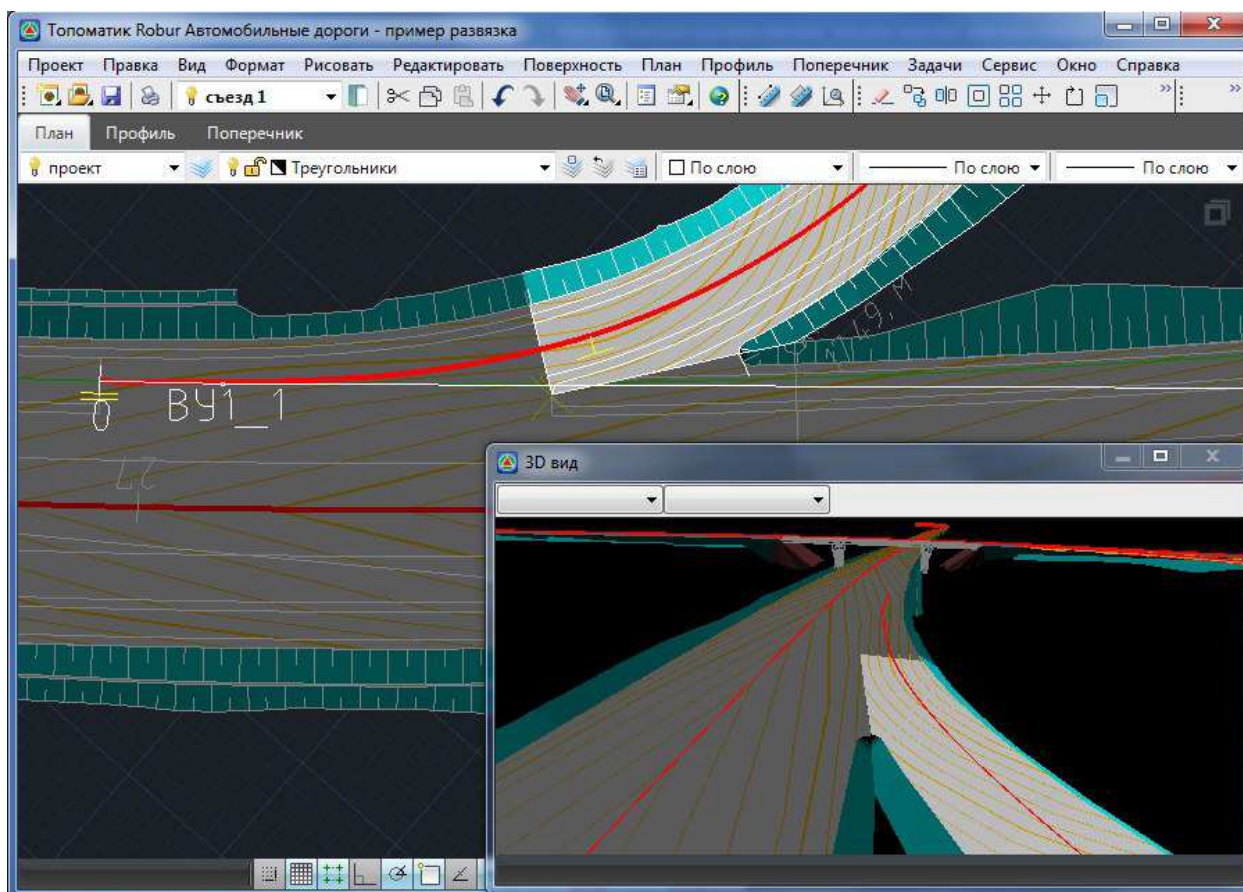 Топоматик Robur Автомобильные дороги - пример развязка
Проект Правка Вид Формат Рисовать Редактировать Поверхность План Профиль Поперечник Задачи Сервис Окно Справка
съезд 1
План Профиль Поперечник
проект Треугольники По слою По слою По слою
ВУ1_1
0
27
3D вид